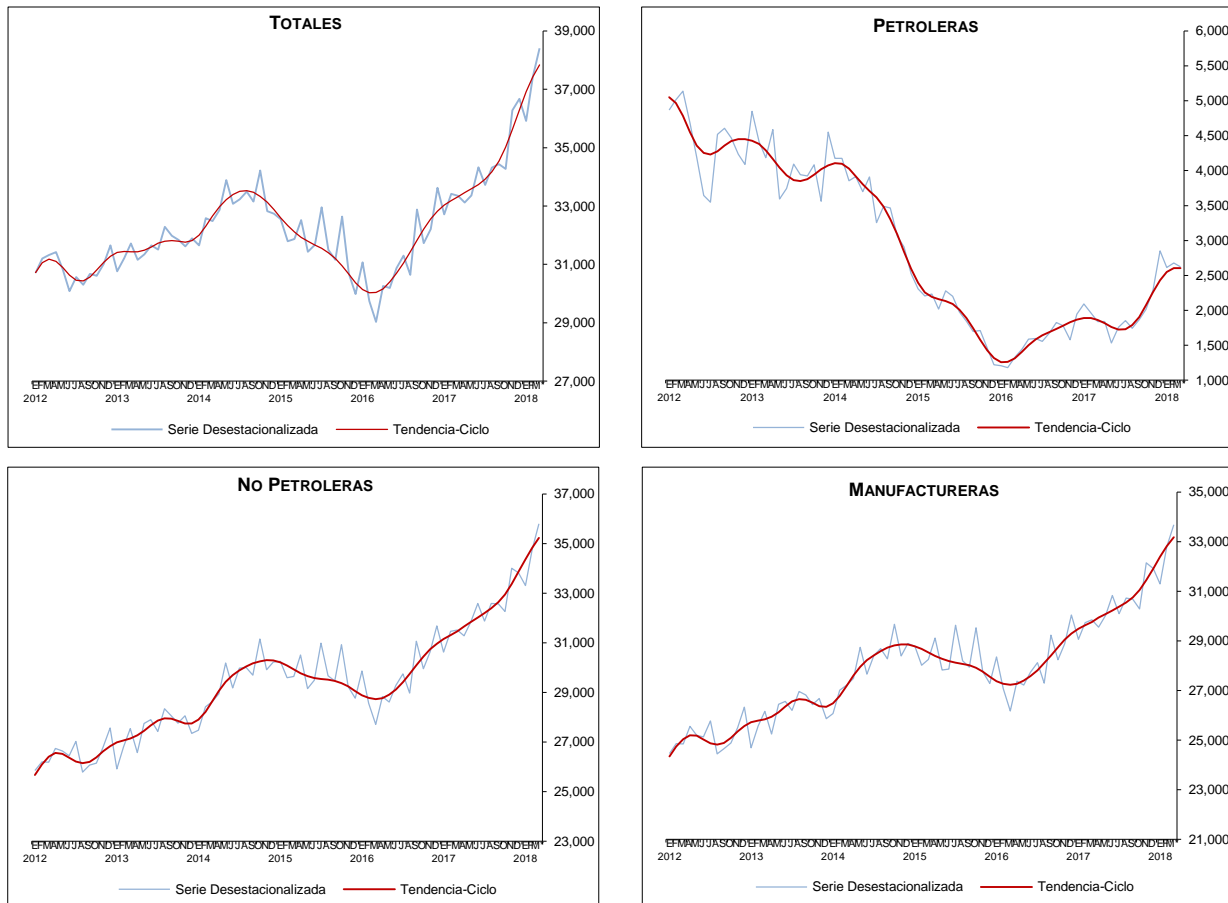 TOTALES
39,000
37,000
35,000
33,000
31,000
29,000
27,000
2012 2013 2014 2015 2016 2017 2018
Serie Desestacionalizada Tendencia-Ciclo
PETROLERAS
6,000
5,500
5,000
4,500
4,000
3,500
3,000
2,500
2,000
1,500
1,000
2012 2013 2014 2015 2016 2017 2018
Serie Desestacionalizada Tendencia-Ciclo
NO PETROLERAS
37,000
35,000
33,000
31,000
29,000
27,000
25,000
23,000
2012 2013 2014 2015 2016 2017 2018
Serie Desestacionalizada Tendencia-Ciclo
MANUFACTURERAS
35,000
33,000
31,000
29,000
27,000
25,000
23,000
21,000
2012 2013 2014 2015 2016 2017 2018
Serie Desestacionalizada Tendencia-Ciclo